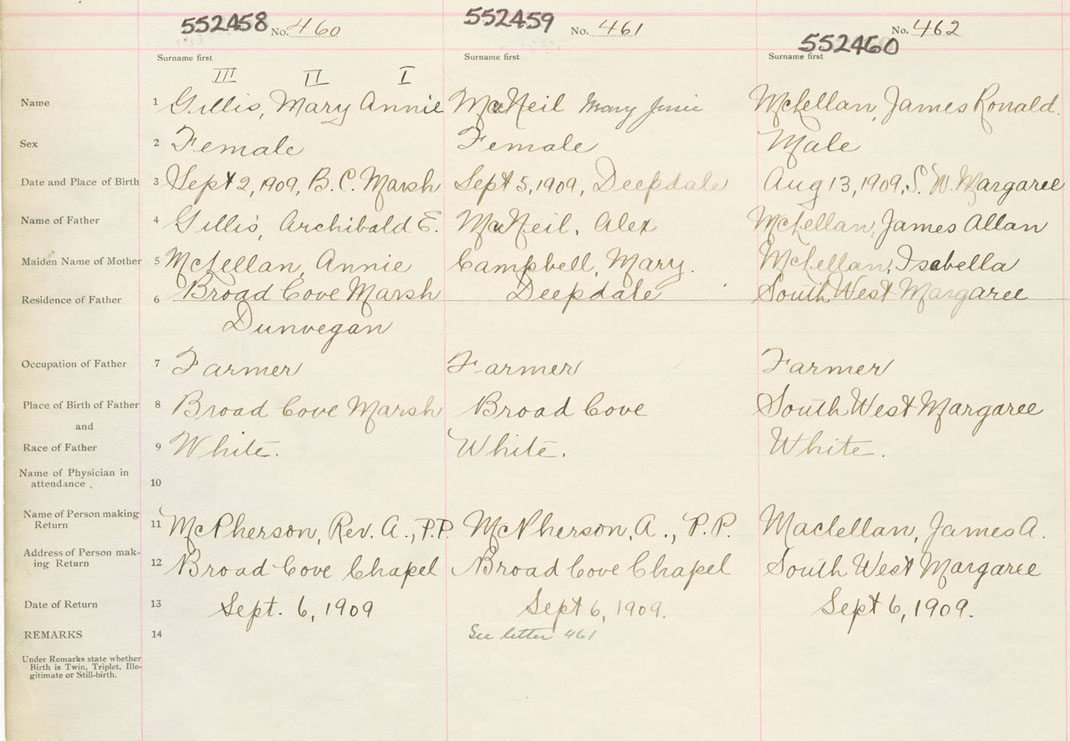 552458 No. 460 552459 No. 461 552460 No. 462
Surname first Surname first Surname first
III II I
Name 1 Gillis, Mary Annie McNeil Mary Jessie McLellan, James Ronald.
Sex 2 Female Female Male
Date and Place of Birth 3 Sept 2, 1909, B. C. Marsh Sept 5, 1909, Deepdale Aug 13, 1909, S. W. Margaree
Name of Father 4 Gillis, Archibald E. McNeil, Alex McLellan, James Allan
Maiden Name of Mother 5 McLellan, Annie Campbell, Mary. McLellan, Isabella
Residence of Father 6 Broad Cove Marsh Deepdale South West Margaree
Dunvegan
Occupation of Father 7 Farmer Farmer Farmer
Place of Birth of Father 8 Broad Cove Marsh Broad Cove South West Margaree
and
Race of Father 9 White. White. White.
Name of Physician in
attendance. 10
Name of Person making
Return 11 McPherson, Rev. A., P.P. McPherson, A., P.P. Maclellan, James A.
Address of Person mak-
ing Return 12 Broad Cove Chapel Broad Cove Chapel South West Margaree
Date of Return 13 Sept. 6, 1909 Sept 6, 1909. Sept 6, 1909.
REMARKS 14 See letter 461
Under Remarks state whether
Birth is Twin, Triplet, Ille-
gitimate or Still-birth.